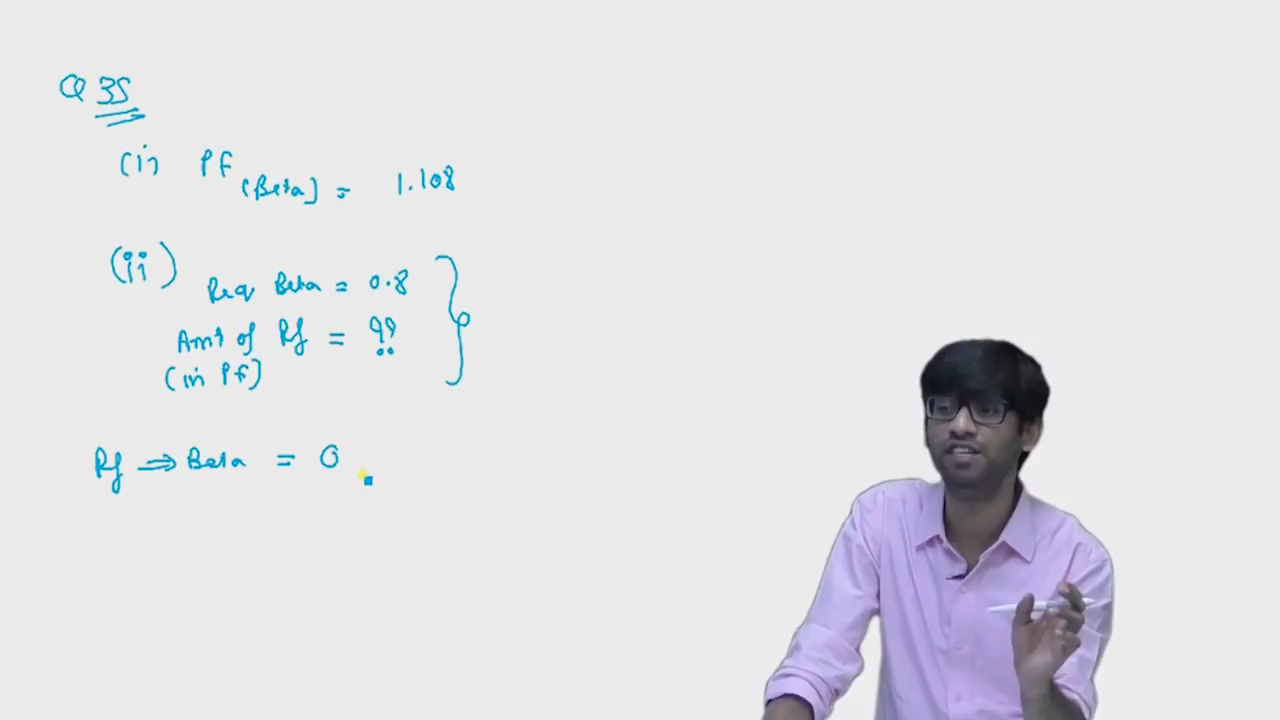 Q 35
(i) Pf (Beta) = 1.108
(ii) Req Beta = 0.8
Amt of Rf = ??
(in Pf)
Rf ⇒ Beta = 0